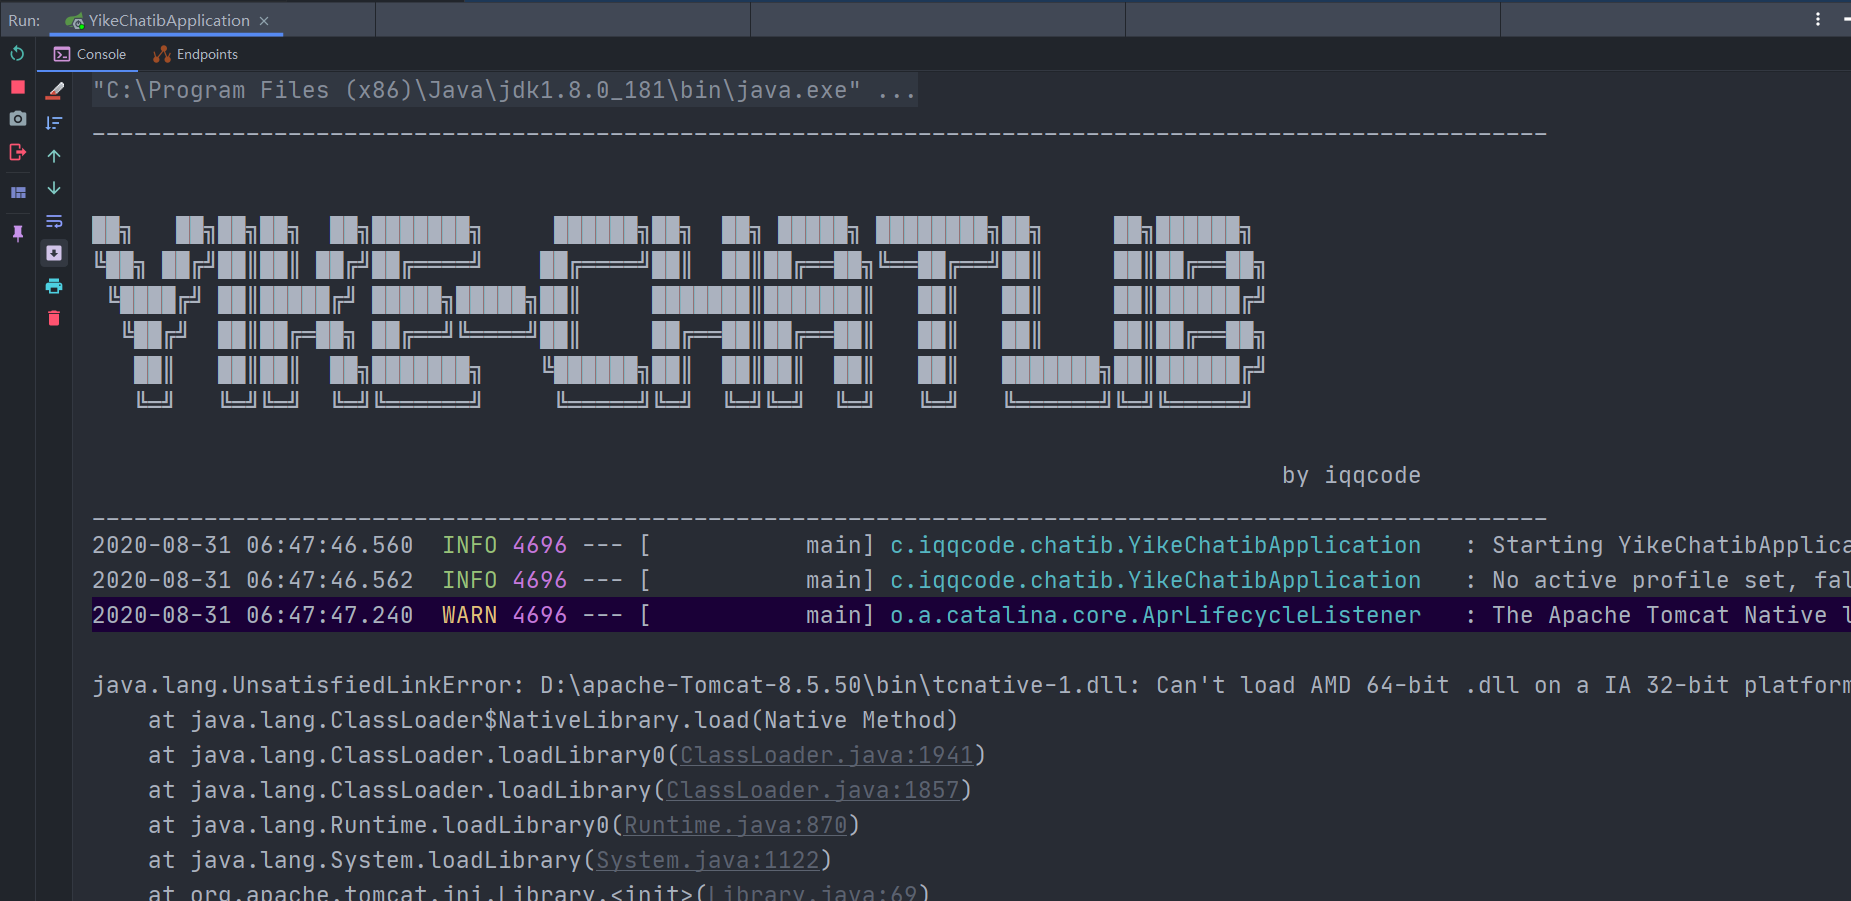 Run: YikeChatibApplication
Console Endpoints
"C:\Program Files (x86)\Java\jdk1.8.0_181\bin\java.exe" ...
YIKE CHATJIB
by iqqcode
2020-08-31 06:47:46.560 INFO 4696 --- [ main] c.iqqcode.chatib.YikeChatibApplication : Starting YikeChatibApplica
2020-08-31 06:47:46.562 INFO 4696 --- [ main] c.iqqcode.chatib.YikeChatibApplication : No active profile set, fal
2020-08-31 06:47:47.240 WARN 4696 --- [ main] o.a.catalina.core.AprLifecycleListener : The Apache Tomcat Native l
java.lang.UnsatisfiedLinkError: D:\apache-Tomcat-8.5.50\bin\tcnative-1.dll: Can't load AMD 64-bit .dll on a IA 32-bit platform
at java.lang.ClassLoader$NativeLibrary.load(Native Method)
at java.lang.ClassLoader.loadLibrary0(ClassLoader.java:1941)
at java.lang.ClassLoader.loadLibrary(ClassLoader.java:1857)
at java.lang.Runtime.loadLibrary0(Runtime.java:870)
at java.lang.System.loadLibrary(System.java:1122)
at org.apache.tomcat.jni.Library.<init>(Library.java:69)